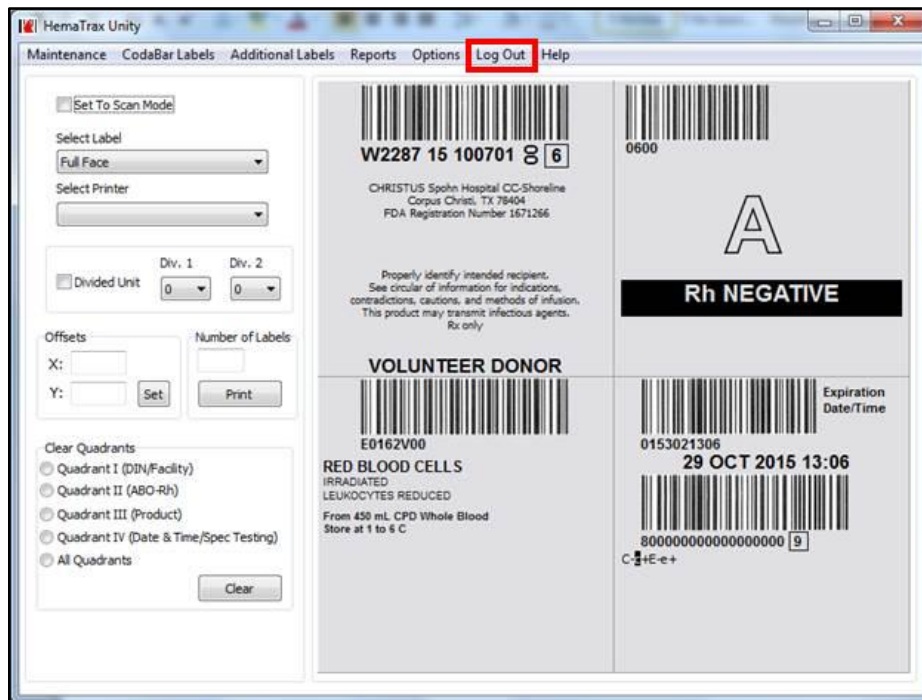 HemaTrax Unity
Maintenance CodaBar Labels Additional Labels Reports Options Log Out Help
Set To Scan Mode
Select Label
Full Face
Select Printer
Divided Unit
Div. 1 Div. 2
0 0
Offsets
X:
Y:
Set
Number of Labels
Print
Clear Quadrants
Quadrant I (DIN/Facility)
Quadrant II (ABO-Rh)
Quadrant III (Product)
Quadrant IV (Date & Time/Spec Testing)
All Quadrants
Clear
W2287 15 100701 00 6
CHRISTUS Spohn Hospital CC-Shoreline
Corpus Christi, TX 78404
FDA Registration Number 1671266
Properly identify intended recipient.
See circular of information for indications,
contradictions, cautions, and methods of infusion.
This product may transmit infectious agents.
Rx only
VOLUNTEER DONOR
0600
A
Rh NEGATIVE
E0162V00
RED BLOOD CELLS
IRRADIATED
LEUKOCYTES REDUCED
From 450 mL CPD Whole Blood
Store at 1 to 6 C
Expiration
Date/Time
0153021306
29 OCT 2015 13:06
800000000000000000 9